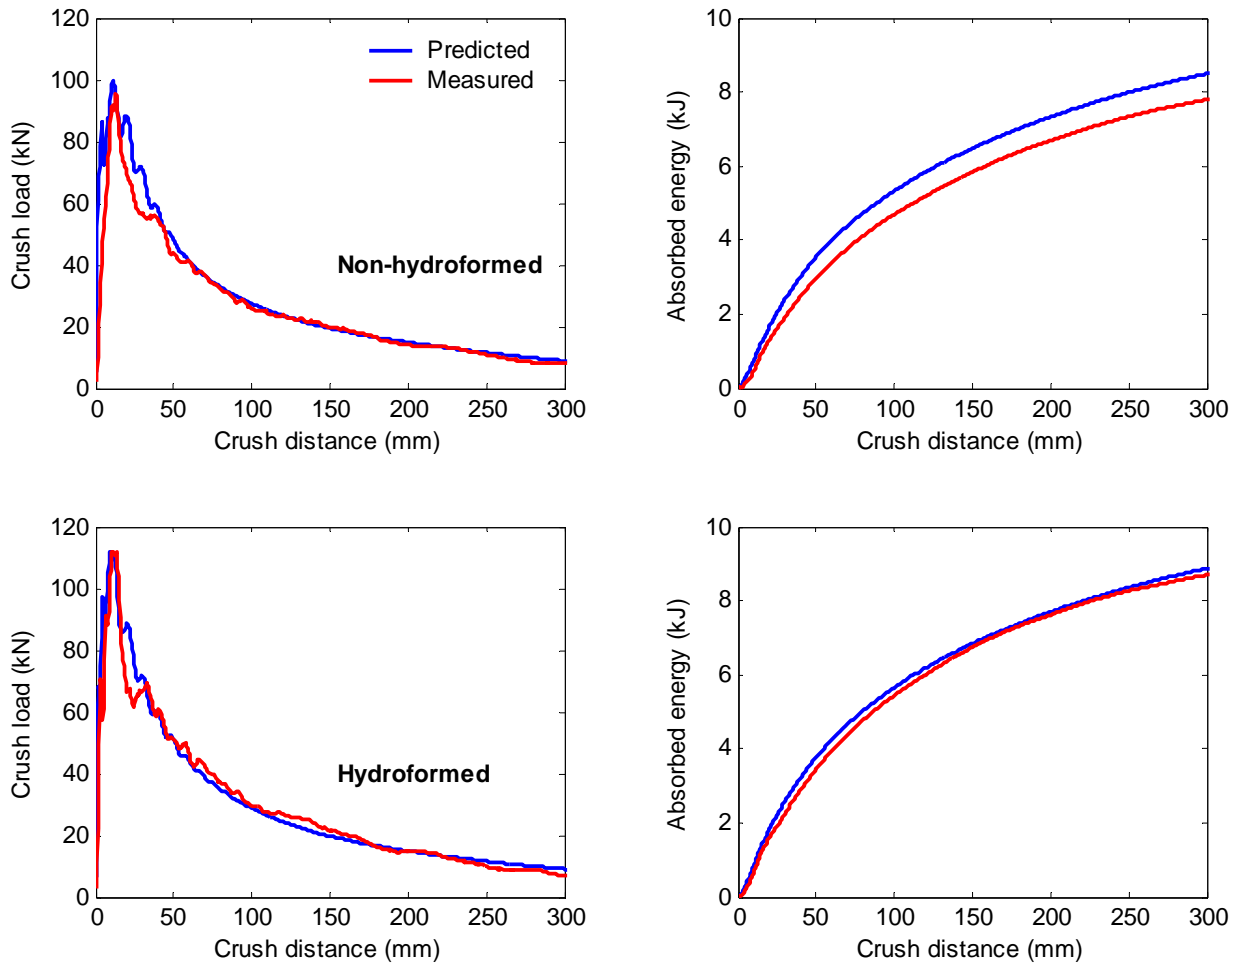 120
100
80
60
40
20
0
Crush load (kN)
Predicted
Measured
Non-hydroformed
0 50 100 150 200 250 300
Crush distance (mm)
10
8
6
4
2
0
Absorbed energy (kJ)
0 50 100 150 200 250 300
Crush distance (mm)
120
100
80
60
40
20
0
Crush load (kN)
Hydroformed
0 50 100 150 200 250 300
Crush distance (mm)
10
8
6
4
2
0
Absorbed energy (kJ)
0 50 100 150 200 250 300
Crush distance (mm)